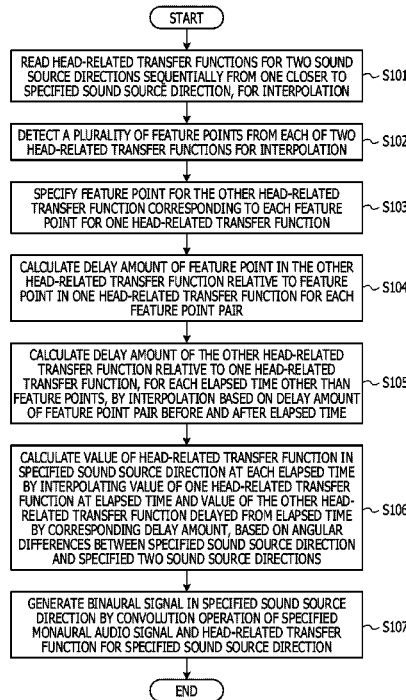 START
READ HEAD-RELATED TRANSFER FUNCTIONS FOR TWO SOUND
SOURCE DIRECTIONS SEQUENTIALLY FROM ONE CLOSER TO
SPECIFIED SOUND SOURCE DIRECTION, FOR INTERPOLATION
S101
DETECT A PLURALITY OF FEATURE POINTS FROM EACH OF TWO
HEAD-RELATED TRANSFER FUNCTIONS FOR INTERPOLATION
S102
SPECIFY FEATURE POINT FOR THE OTHER HEAD-RELATED
TRANSFER FUNCTION CORRESPONDING TO EACH FEATURE
POINT FOR ONE HEAD-RELATED TRANSFER FUNCTION
S103
CALCULATE DELAY AMOUNT OF FEATURE POINT IN THE OTHER
HEAD-RELATED TRANSFER FUNCTION RELATIVE TO FEATURE
POINT IN ONE HEAD-RELATED TRANSFER FUNCTION FOR EACH
FEATURE POINT PAIR
S104
CALCULATE DELAY AMOUNT OF THE OTHER HEAD-RELATED
TRANSFER FUNCTION RELATIVE TO ONE HEAD-RELATED
TRANSFER FUNCTION, FOR EACH ELAPSED TIME OTHER THAN
FEATURE POINTS, BY INTERPOLATION BASED ON DELAY AMOUNT
OF FEATURE POINT PAIR BEFORE AND AFTER ELAPSED TIME
S105
CALCULATE VALUE OF HEAD-RELATED TRANSFER FUNCTION IN
SPECIFIED SOUND SOURCE DIRECTION AT EACH ELAPSED TIME
BY INTERPOLATING VALUE OF ONE HEAD-RELATED TRANSFER
FUNCTION AT ELAPSED TIME AND VALUE OF THE OTHER HEAD-
RELATED TRANSFER FUNCTION DELAYED FROM ELAPSED TIME
BY CORRESPONDING DELAY AMOUNT, BASED ON ANGULAR
DIFFERENCES BETWEEN SPECIFIED SOUND SOURCE DIRECTION
AND SPECIFIED TWO SOUND SOURCE DIRECTIONS
S106
GENERATE BINAURAL SIGNAL IN SPECIFIED SOUND SOURCE
DIRECTION BY CONVOLUTION OPERATION OF SPECIFIED
MONAURAL AUDIO SIGNAL AND HEAD-RELATED TRANSFER
FUNCTION FOR SPECIFIED SOUND SOURCE DIRECTION
S107
END